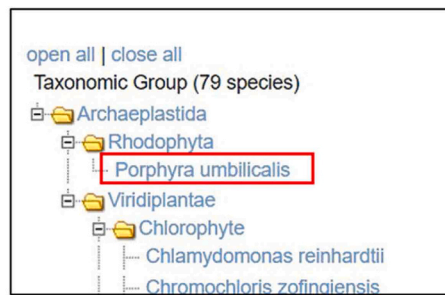 open all | close all
Taxonomic Group (79 species)
Archaeplastida
Rhodophyta
Porphyra umbilicalis
Viridiplantae
Chlorophyte
Chlamydomonas reinhardtii
Chromochloris zofingiensis